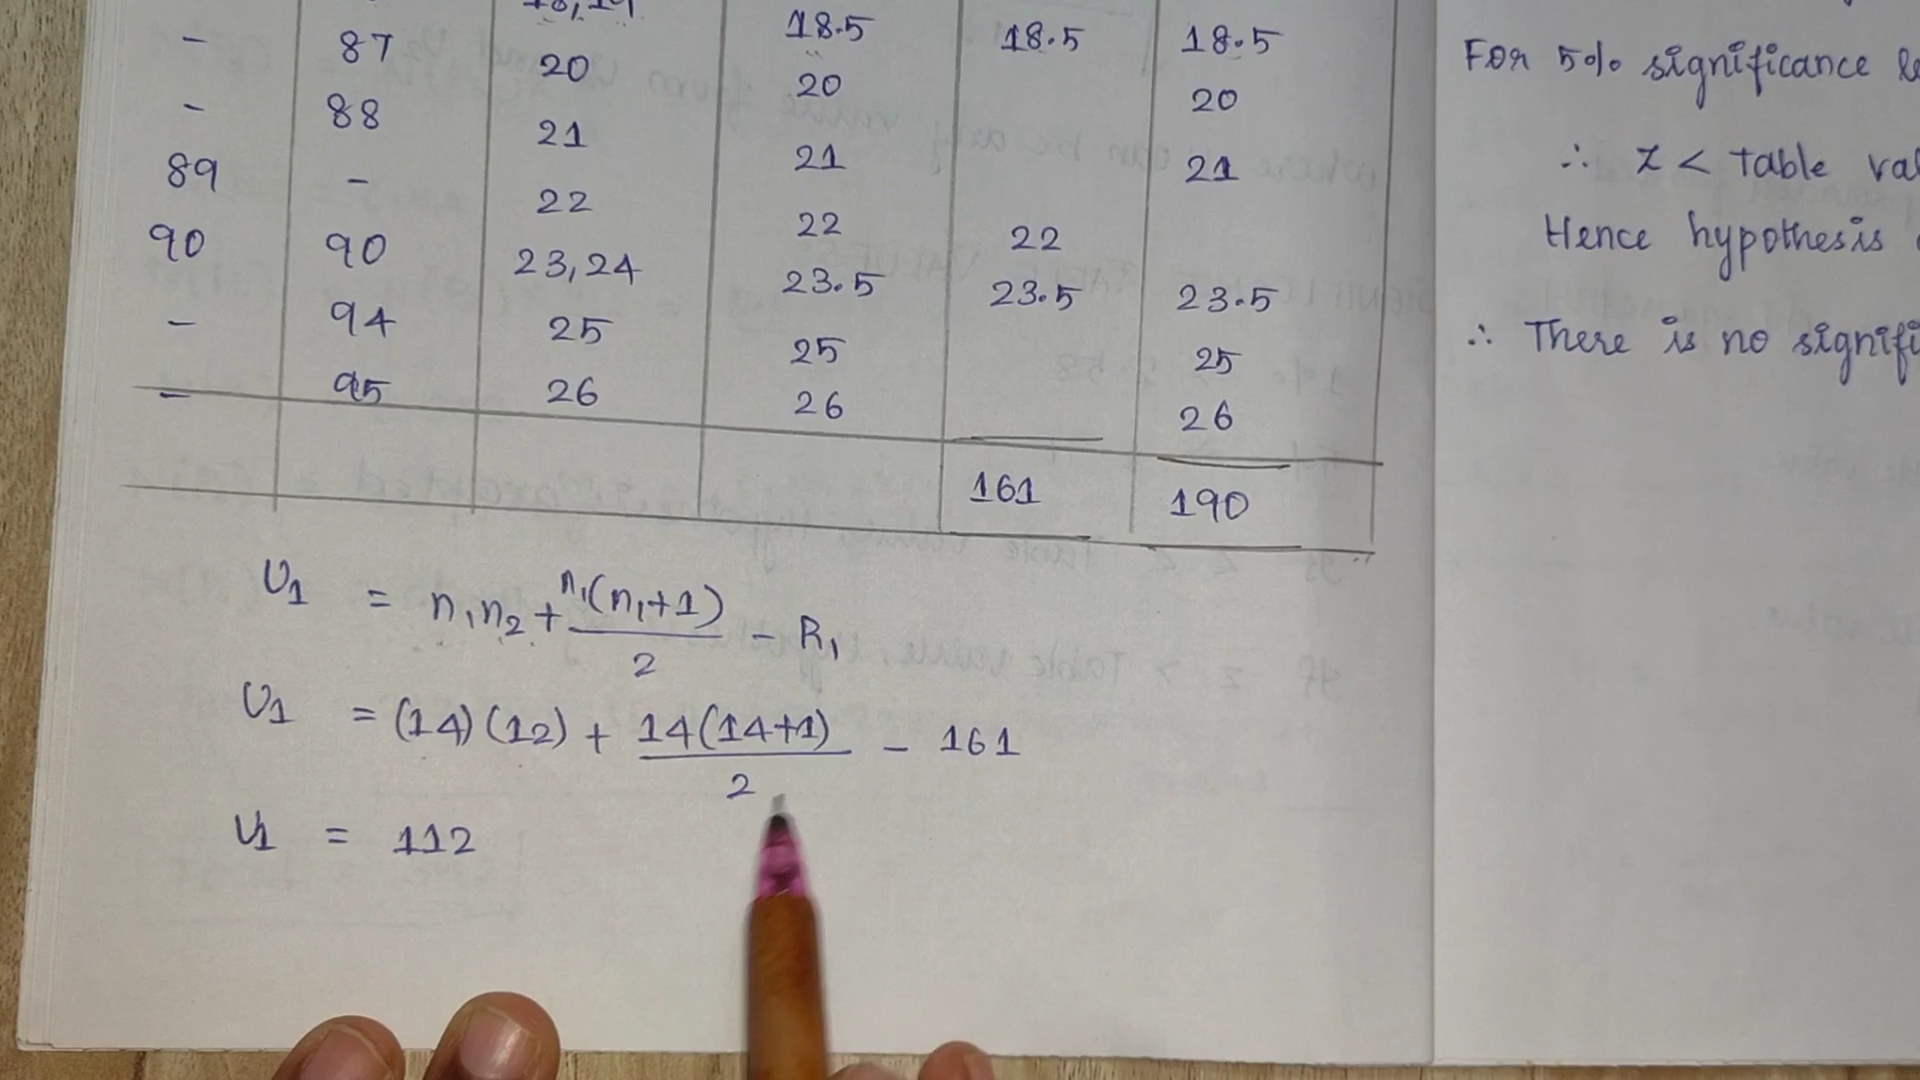 18.5 18.5 18.5
- 87 20 20 20
- 88 21 21 21
89 - 22 22 22
90 90 23,24 23.5 23.5 23.5
- 94 25 25 25
- 95 26 26 26
161 190
U1 = n1n2 + n1(n1+1)/2 - R1
U1 = (14)(12) + 14(14+1)/2 - 161
U1 = 112
For 5% significance
∴ z < table
Hence hypothesis
∴ There is no